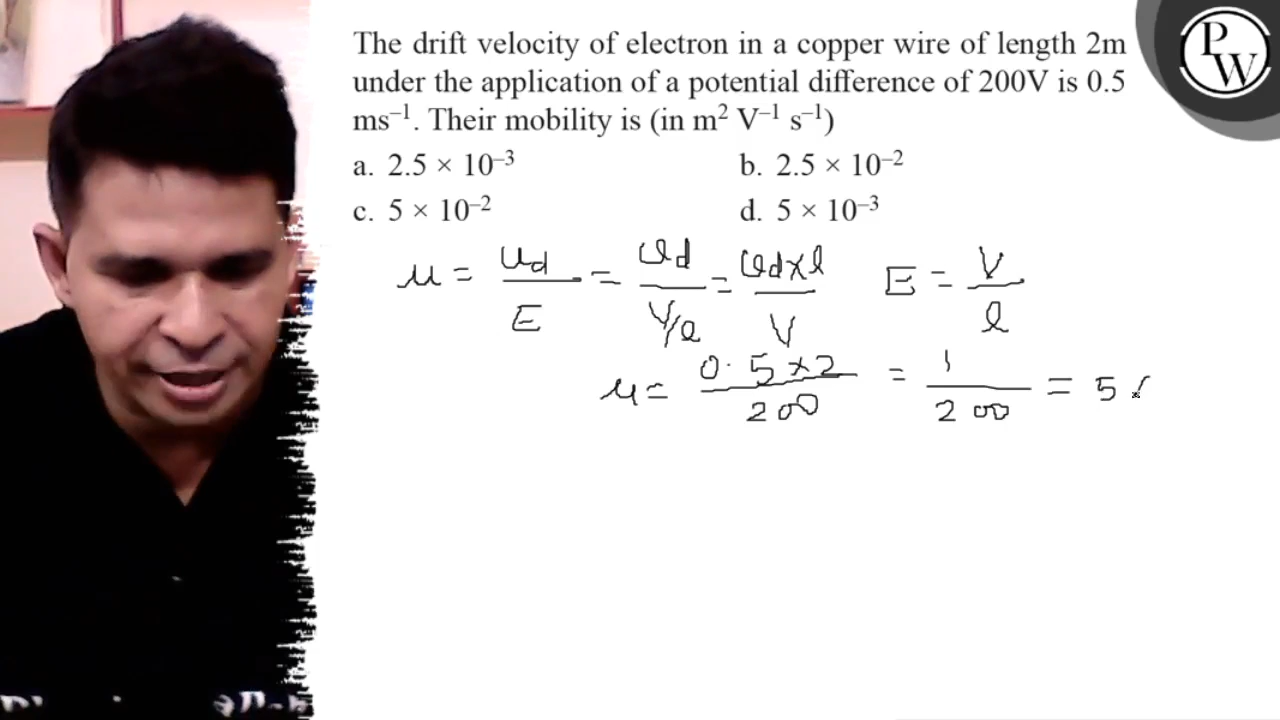 The drift velocity of electron in a copper wire of length 2m
under the application of a potential difference of 200V is 0.5
ms⁻¹. Their mobility is (in m² V⁻¹ s⁻¹)
a. 2.5 × 10⁻³ b. 2.5 × 10⁻²
c. 5 × 10⁻² d. 5 × 10⁻³
μ = υd/E = υd/(V/l) = υd×l/V E = V/l
μ = 0.5×2/200 = 1/200 = 5
PW